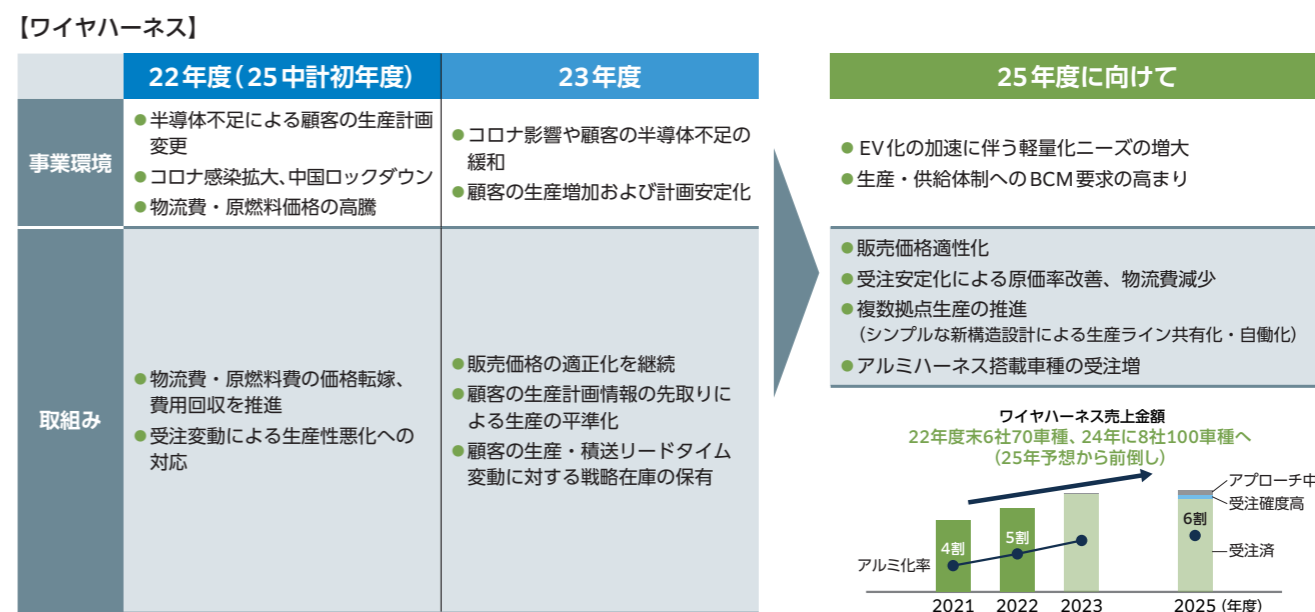 【ワイヤハーネス】
22年度（25中計初年度）
23年度
25年度に向けて
事業環境
●半導体不足による顧客の生産計画
変更
●コロナ感染拡大、中国ロックダウン
●物流費・原燃料価格の高騰
●コロナ影響や顧客の半導体不足の
緩和
●顧客の生産増加および計画安定化
●EV化の加速に伴う軽量化ニーズの増大
●生産・供給体制へのBCM要求の高まり
取組み
●物流費・原燃料費の価格転嫁、
費用回収を推進
●受注変動による生産性悪化への
対応
●販売価格の適正化を継続
●顧客の生産計画情報の先取りに
よる生産の平準化
●顧客の生産・積送リードタイム
変動に対する戦略在庫の保有
●販売価格適性化
●受注安定化による原価率改善、物流費減少
●複数拠点生産の推進
（シンプルな新構造設計による生産ライン共有化・自働化）
●アルミハーネス搭載車種の受注増
ワイヤハーネス売上金額
22年度末6社70車種、24年に8社100車種へ
（25年予想から前倒し）
アプローチ中
受注確度高
受注済
アルミ化率
4割
5割
6割
2021
2022
2023
2025（年度）